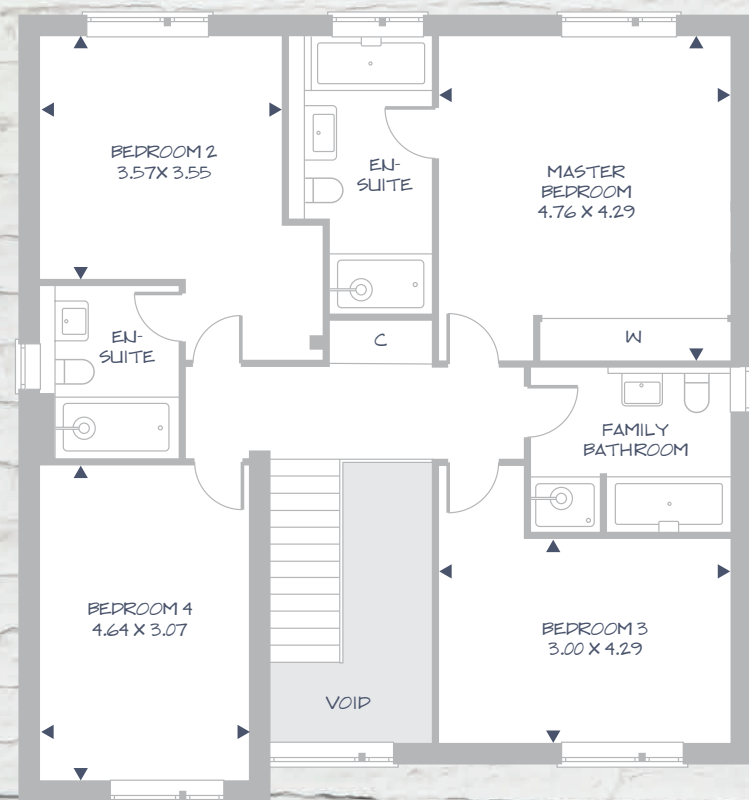 BEDROOM 2
3.57X 3.55
EN-
SUITE
MASTER
BEDROOM
4.76 X 4.29
EN-
SUITE
C
W
FAMILY
BATHROOM
BEDROOM 4
4.64 X 3.07
BEDROOM 3
3.00 X 4.29
VOID